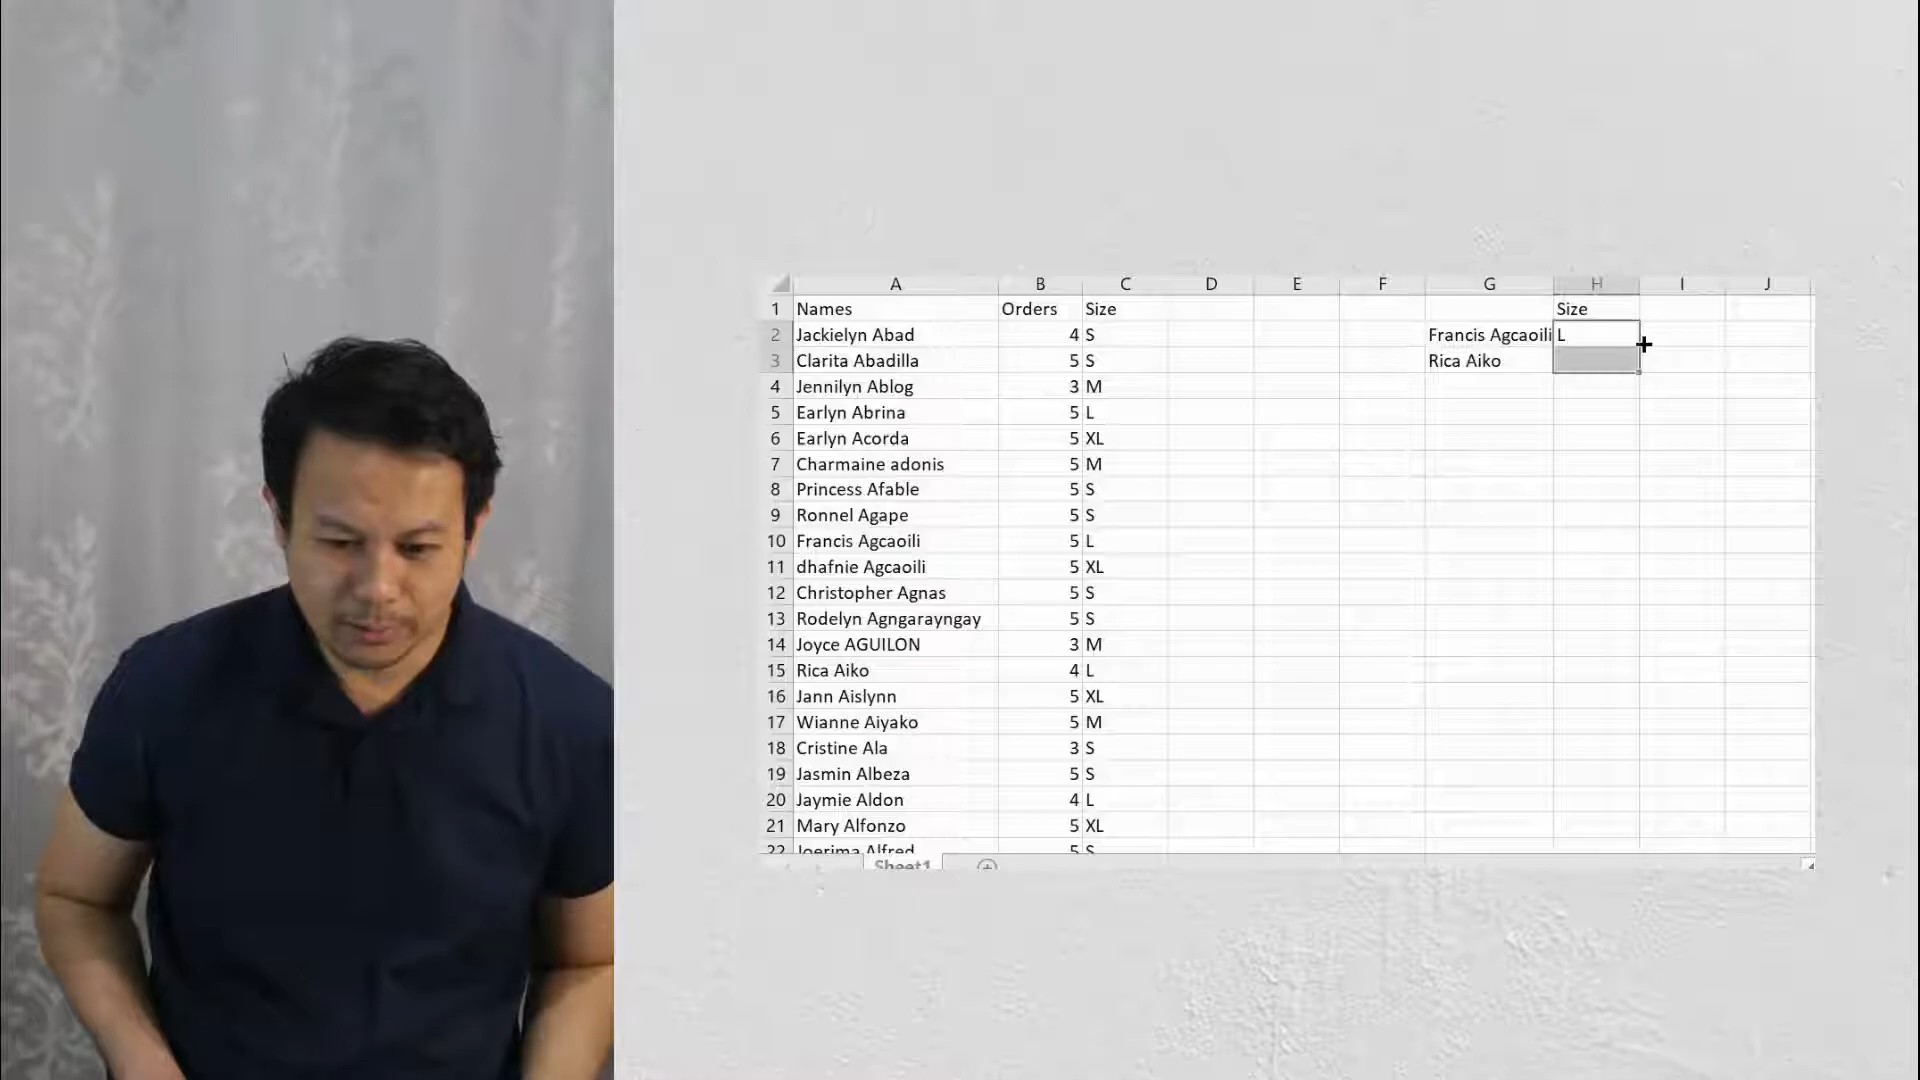 A B C D E F G H I J
1 Names Orders Size Size
2 Jackielyn Abad 4 S Francis Agcaoili L
3 Clarita Abadilla 5 S Rica Aiko
4 Jennilyn Ablog 3 M
5 Earlyn Abrina 5 L
6 Earlyn Acorda 5 XL
7 Charmaine adonis 5 M
8 Princess Afable 5 S
9 Ronnel Agape 5 S
10 Francis Agcaoili 5 L
11 dhafnie Agcaoili 5 XL
12 Christopher Agnas 5 S
13 Rodelyn Agngarayngay 5 S
14 Joyce AGUILON 3 M
15 Rica Aiko 4 L
16 Jann Aislynn 5 XL
17 Wianne Aiyako 5 M
18 Cristine Ala 3 S
19 Jasmin Albeza 5 S
20 Jaymie Aldon 4 L
21 Mary Alfonzo 5 XL
22 Joerima Alfred 5 S
Sheet1